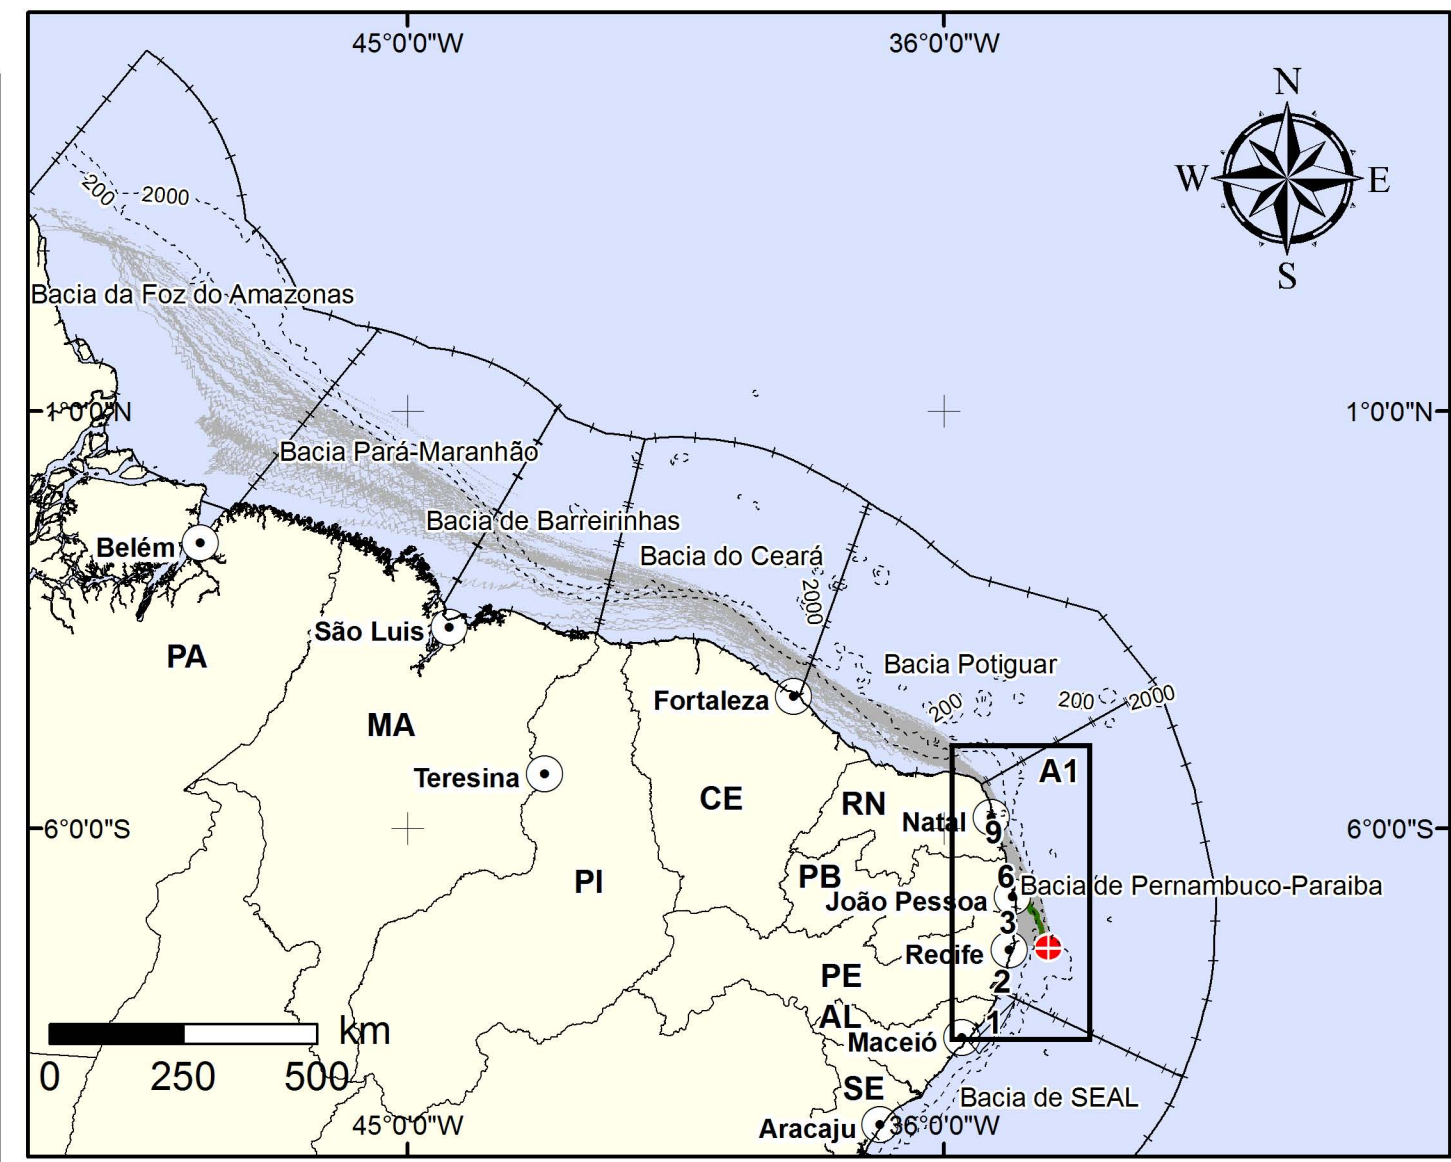 45°0'0"W
36°0'0"W
N
W
E
S
200
2000
Bacia da Foz do Amazonas
1°0'0"N
1°0'0"N
Bacia Pará-Maranhão
Bacia de Barreirinhas
Belém
Bacia do Ceará
2000
São Luis
PA
Bacia Potiguar
Fortaleza
200
200
2000
MA
Teresina
A1
CE
RN
Natal
9
6°0'0"S
6°0'0"S
PI
PB
6
Bacia de Pernambuco-Paraiba
João Pessoa
3
Recife
PE
2
AL
1
km
Maceió
0
250
500
SE
Bacia de SEAL
45°0'0"W
Aracaju
36°0'0"W